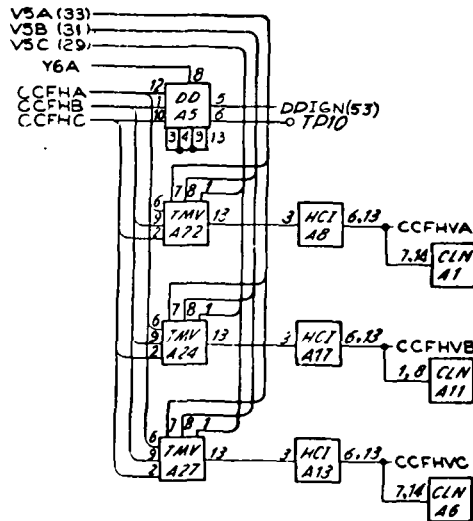 V5A (33)
V5B (31)
V5C (29)
Y6A
8
CCFHA 12 DD 5 DDIGN(53)
CCFHB 1 A5 6 TP10
CCFHC 10
3 4 9 13
7 8 1
6 TMV 13 3 HCI 6,13 CCFHVA
9 A22 A8
2
7,14 CLN
A1
7 8 1
6 TMV 13 3 HCI 6,13 CCFHVB
9 A24 A17
2
1,8 CLN
A11
7 8 1
6 TMV 13 3 HCI 6,13 CCFHVC
9 A27 A13
2
7,14 CLN
A6